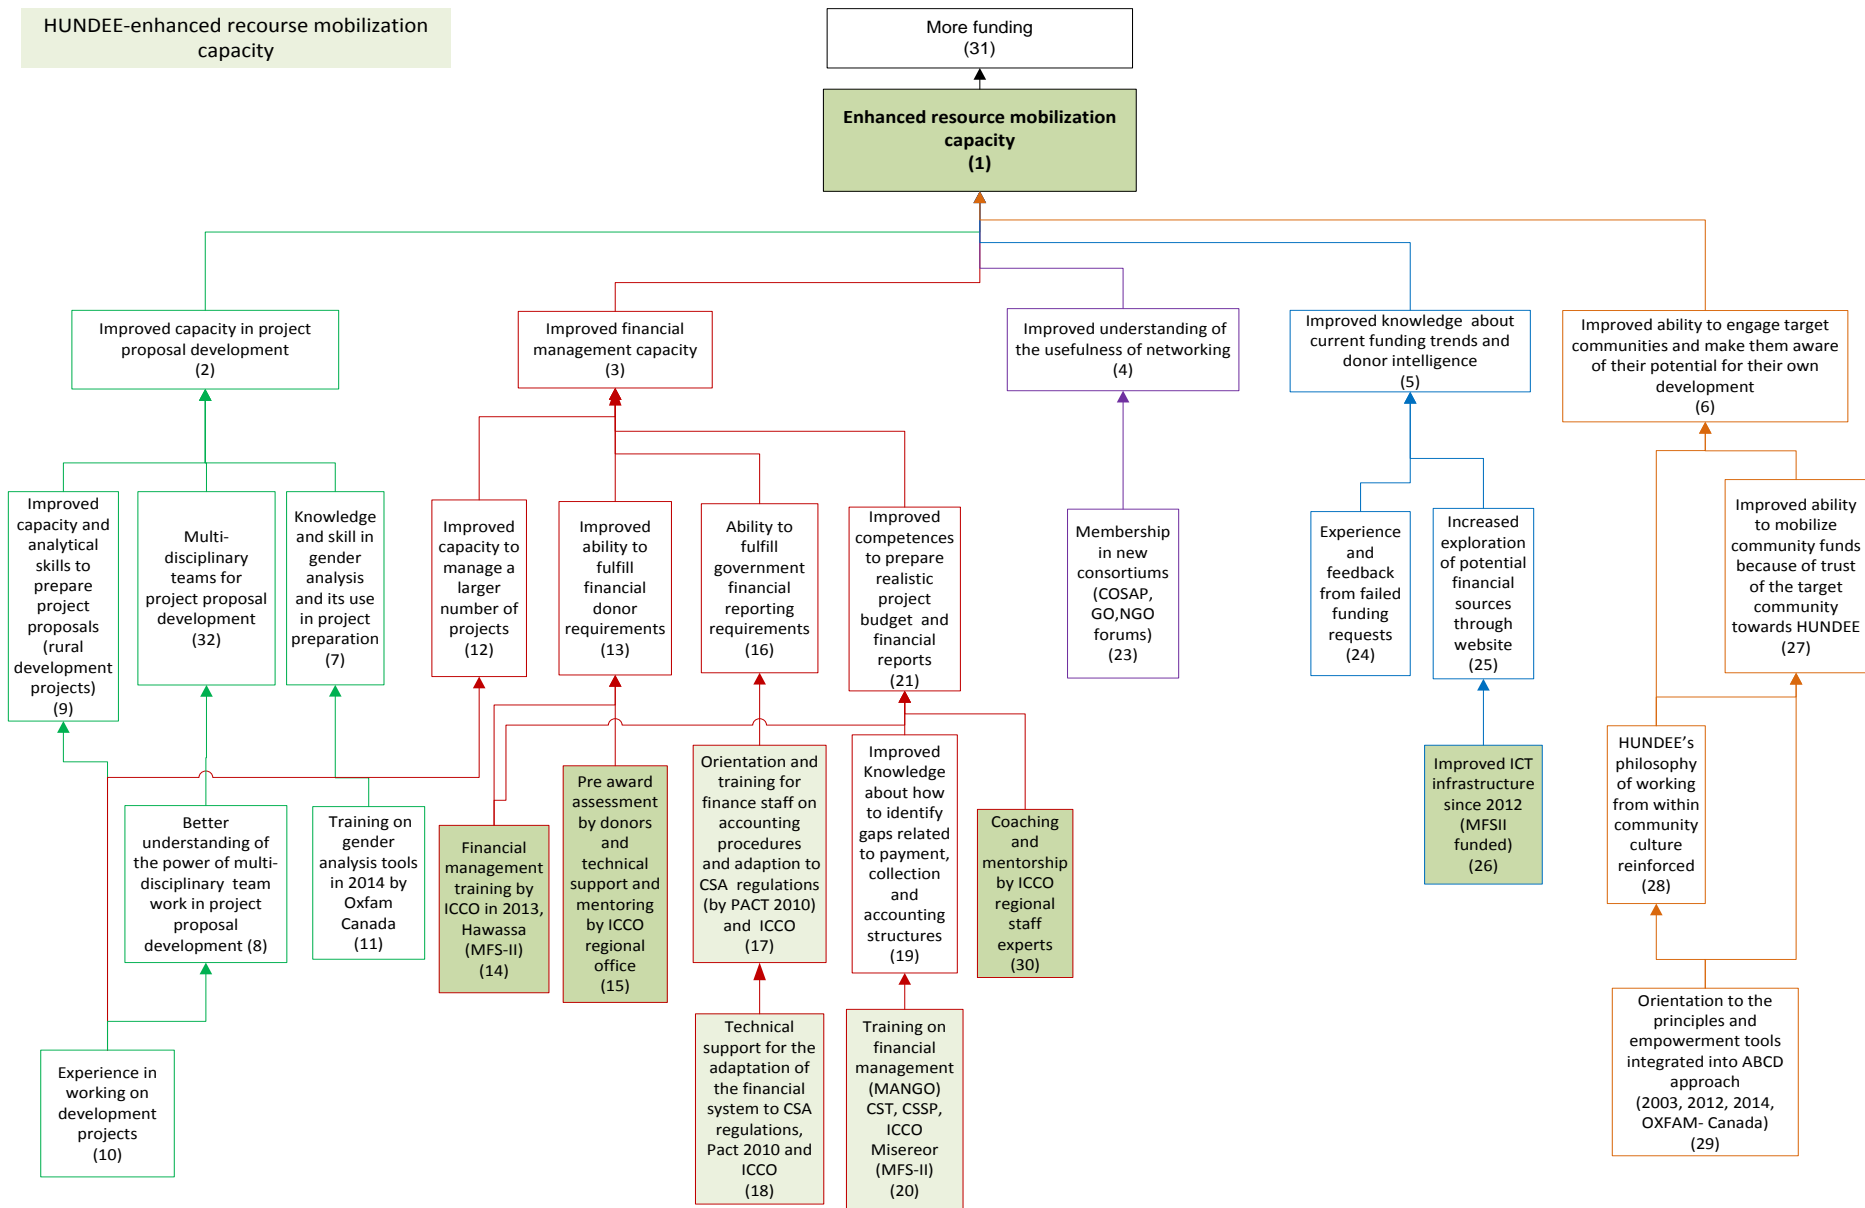 HUNDEE-enhanced recourse mobilization
capacity
More funding
(31)
Enhanced resource mobilization
capacity
(1)
Improved capacity in project
proposal development
(2)
Improved financial
management capacity
(3)
Improved understanding of
the usefulness of networking
(4)
Improved knowledge about
current funding trends and
donor intelligence
(5)
Improved ability to engage target
communities and make them aware
of their potential for their own
development
(6)
Improved
capacity and
analytical
skills to
prepare
project
proposals
(rural
development
projects)
(9)
Multi-
disciplinary
teams for
project proposal
development
(32)
Knowledge
and skill in
gender
analysis
and its use
in project
preparation
(7)
Improved
capacity to
manage a
larger
number of
projects
(12)
Improved
ability to
fulfill
financial
donor
requirements
(13)
Ability to
fulfill
government
financial
reporting
requirements
(16)
Improved
competences
to prepare
realistic
project
budget and
financial
reports
(21)
Membership
in new
consortiums
(COSAP,
GO,NGO
forums)
(23)
Experience
and
feedback
from failed
funding
requests
(24)
Increased
exploration
of potential
financial
sources
through
website
(25)
Improved ability
to mobilize
community funds
because of trust
of the target
community
towards HUNDEE
(27)
Better
understanding of
the power of multi-
disciplinary team
work in project
proposal
development (8)
Training on
gender
analysis tools
in 2014 by
Oxfam
Canada
(11)
Financial
management
training by
ICCO in 2013,
Hawassa
(MFS-II)
(14)
Pre award
assessment
by donors
and
technical
support and
mentoring
by ICCO
regional
office
(15)
Orientation and
training for
finance staff on
accounting
procedures
and adaption to
CSA regulations
(by PACT 2010)
and ICCO
(17)
Improved
Knowledge
about how
to identify
gaps related
to payment,
collection
and
accounting
structures
(19)
Coaching
and
mentorship
by ICCO
regional
staff
experts
(30)
Improved ICT
infrastructure
since 2012
(MFSII
funded)
(26)
HUNDEE’s
philosophy
of working
from within
community
culture
reinforced
(28)
Experience in
working on
development
projects
(10)
Technical
support for the
adaptation of
the financial
system to CSA
regulations,
Pact 2010 and
ICCO
(18)
Training on
financial
management
(MANGO)
CST, CSSP,
ICCO
Misereor
(MFS-II)
(20)
Orientation to the
principles and
empowerment tools
integrated into ABCD
approach
(2003, 2012, 2014,
OXFAM- Canada)
(29)